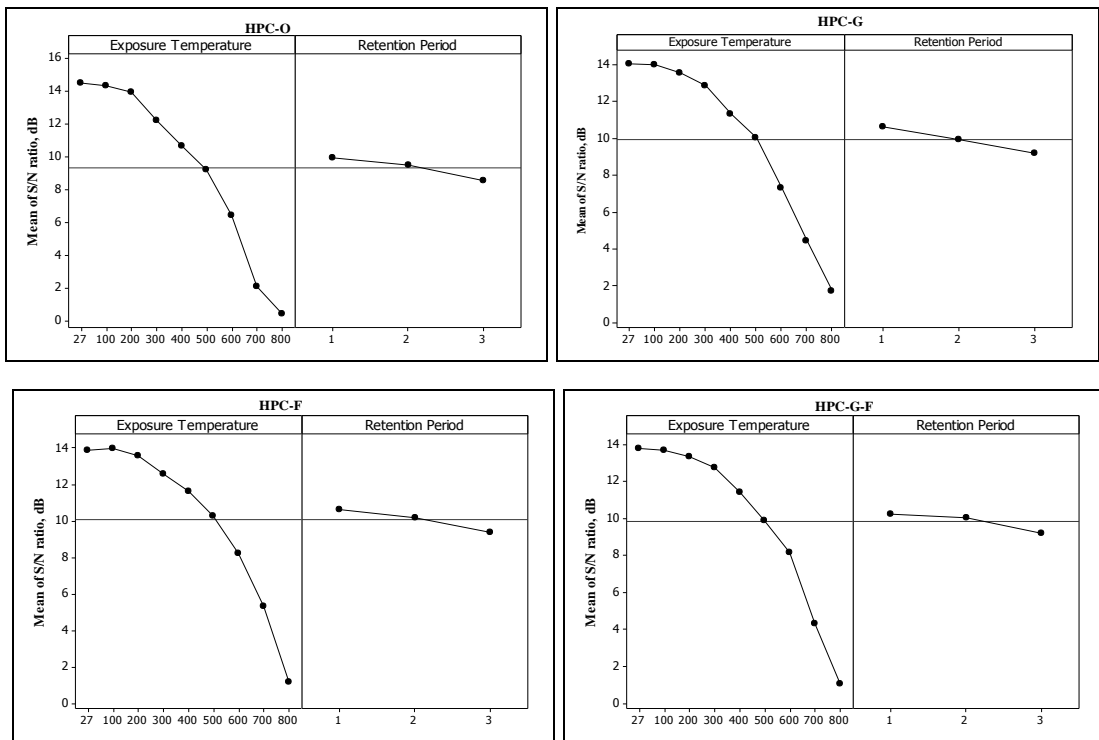 HPC-O
Exposure Temperature Retention Period
Mean of S/N ratio, dB
16
14
12
10
8
6
4
2
0
27 100 200 300 400 500 600 700 800 1 2 3
HPC-G
Exposure Temperature Retention Period
Mean of S/N ratio, dB
14
12
10
8
6
4
2
0
27 100 200 300 400 500 600 700 800 1 2 3
HPC-F
Exposure Temperature Retention Period
Mean of S/N ratio, dB
14
12
10
8
6
4
2
0
27 100 200 300 400 500 600 700 800 1 2 3
HPC-G-F
Exposure Temperature Retention Period
Mean of S/N ratio, dB
14
12
10
8
6
4
2
0
27 100 200 300 400 500 600 700 800 1 2 3